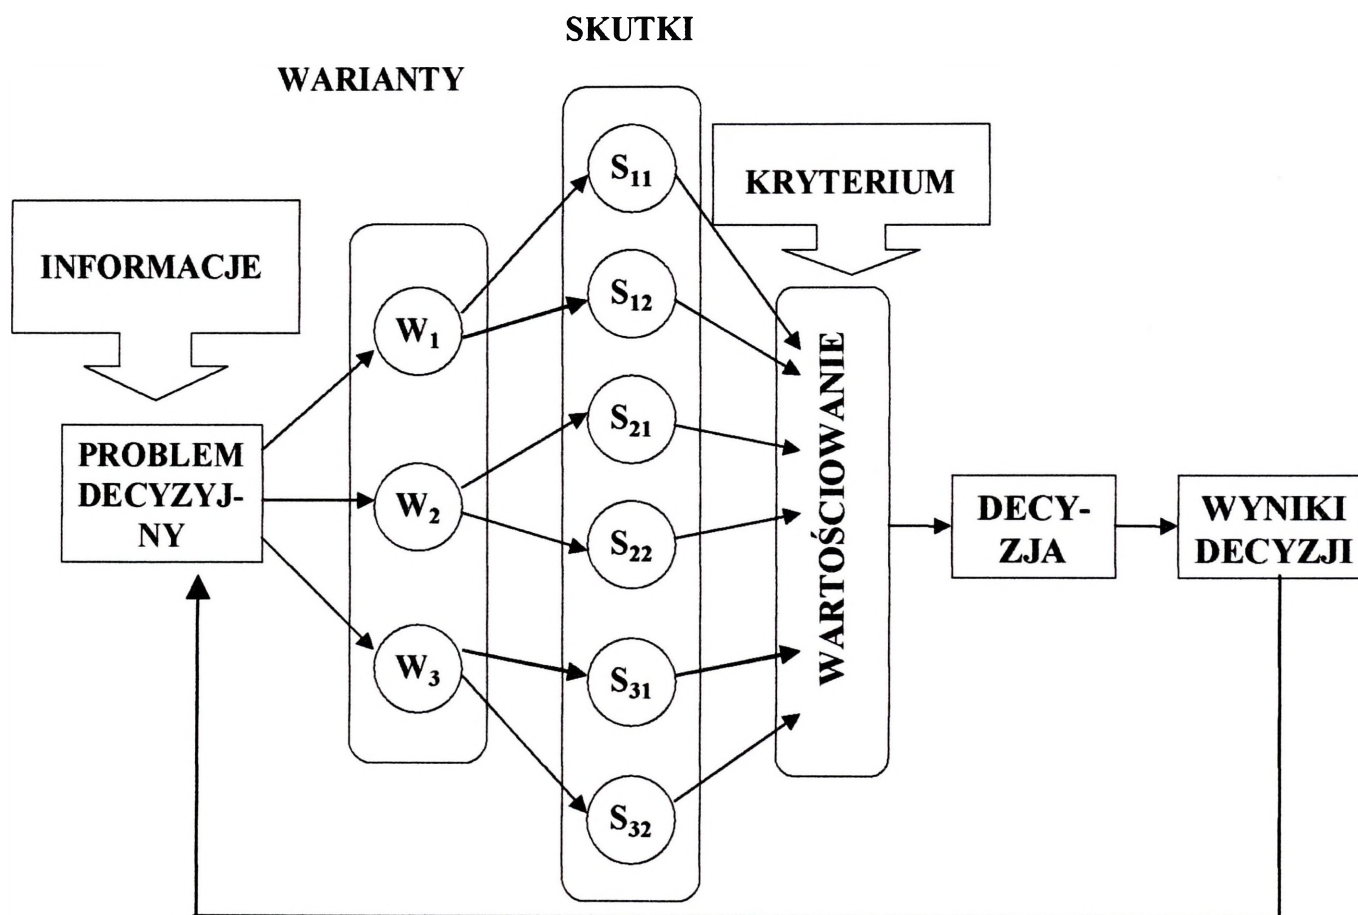 SKUTKI
WARIANTY
INFORMACJE
PROBLEM
DECYZYJ-
NY
W1
W2
W3
S11
S12
S21
S22
S31
S32
KRYTERIUM
WARTOŚCIOWANIE
DECY-
ZJA
WYNIKI
DECYZJI